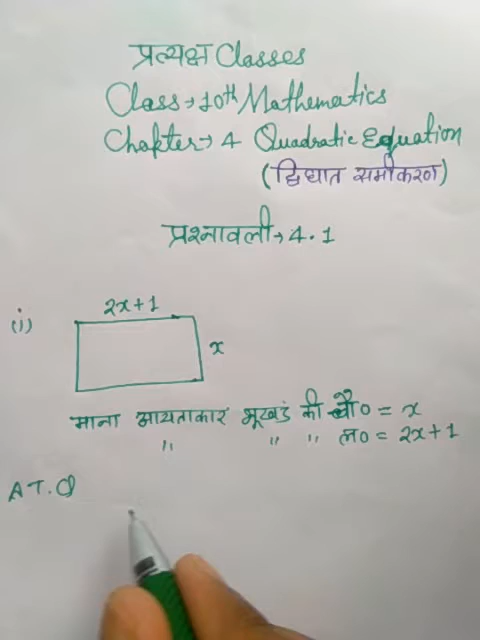 प्रत्यक्ष Classes
Class→10th Mathematics
Chapter→4 Quadratic Equation
(द्विघात समीकरण)
प्रश्नावली→4.1
2x+1
(i)
x
माना आयताकार भूखंड की चौ० = x
" " " ल० = 2x+1
A T.Q